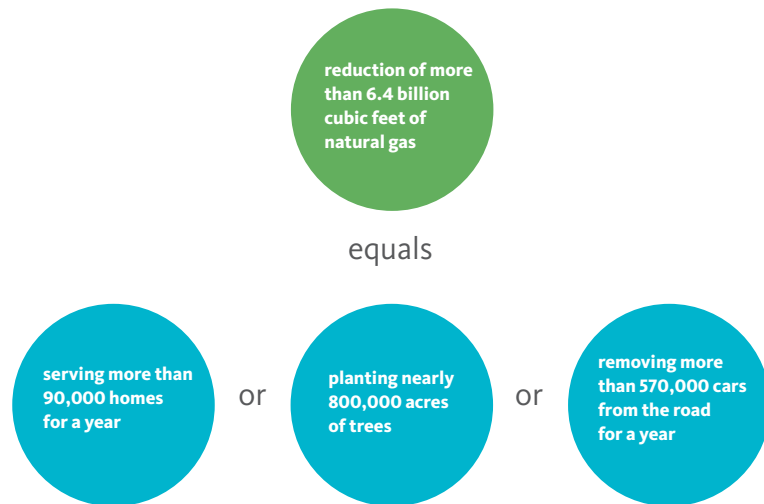 reduction of more
than 6.4 billion
cubic feet of
natural gas
equals
serving more than
90,000 homes
for a year
or
planting nearly
800,000 acres
of trees
or
removing more
than 570,000 cars
from the road
for a year